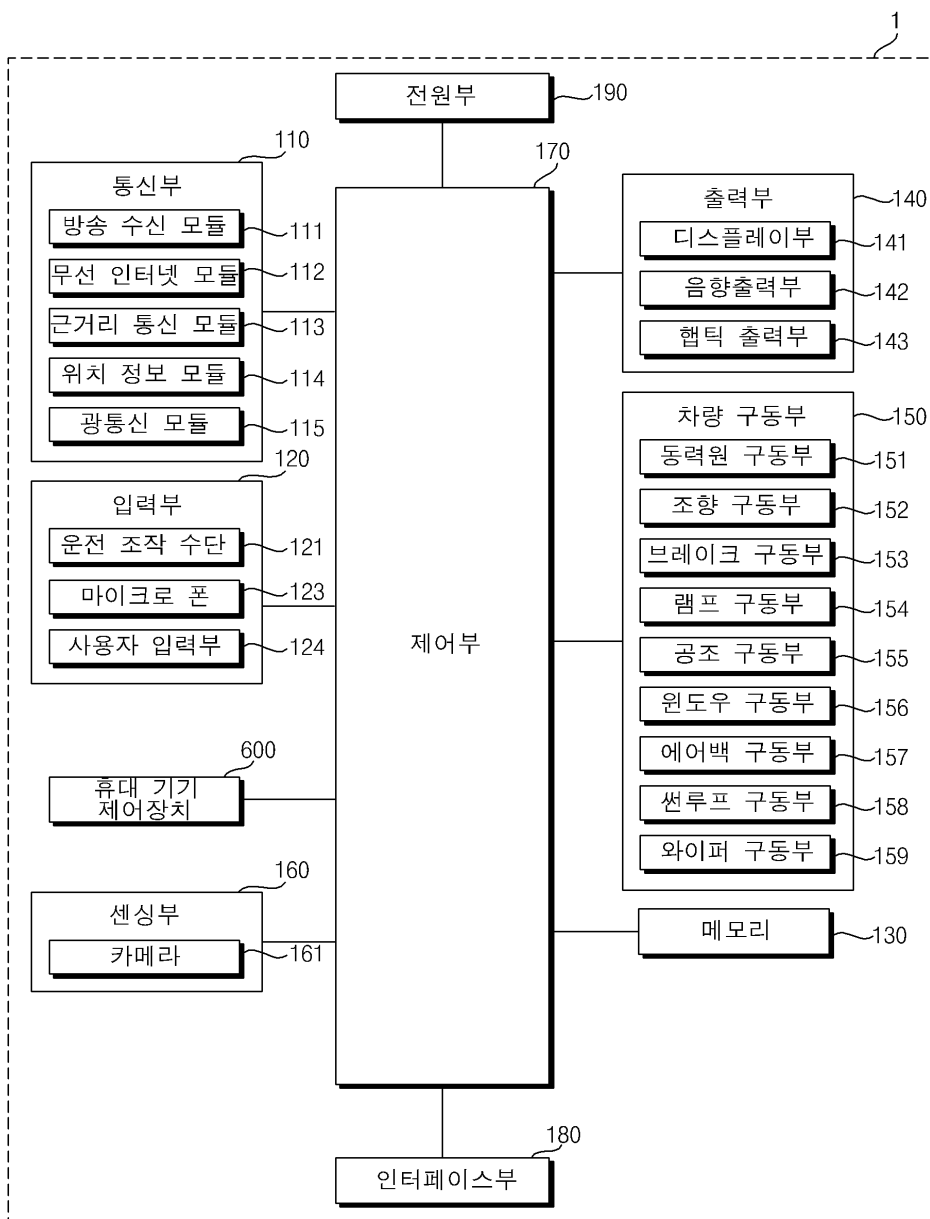 1
전원부
190
110
통신부
방송 수신 모듈
111
무선 인터넷 모듈
112
근거리 통신 모듈
113
위치 정보 모듈
114
광통신 모듈
115
120
입력부
운전 조작 수단
121
마이크로 폰
123
사용자 입력부
124
600
휴대 기기
제어장치
160
센싱부
카메라
161
170
제어부
출력부
140
디스플레이부
141
음향출력부
142
햅틱 출력부
143
차량 구동부
150
동력원 구동부
151
조향 구동부
152
브레이크 구동부
153
램프 구동부
154
공조 구동부
155
윈도우 구동부
156
에어백 구동부
157
썬루프 구동부
158
와이퍼 구동부
159
메모리
130
180
인터페이스부